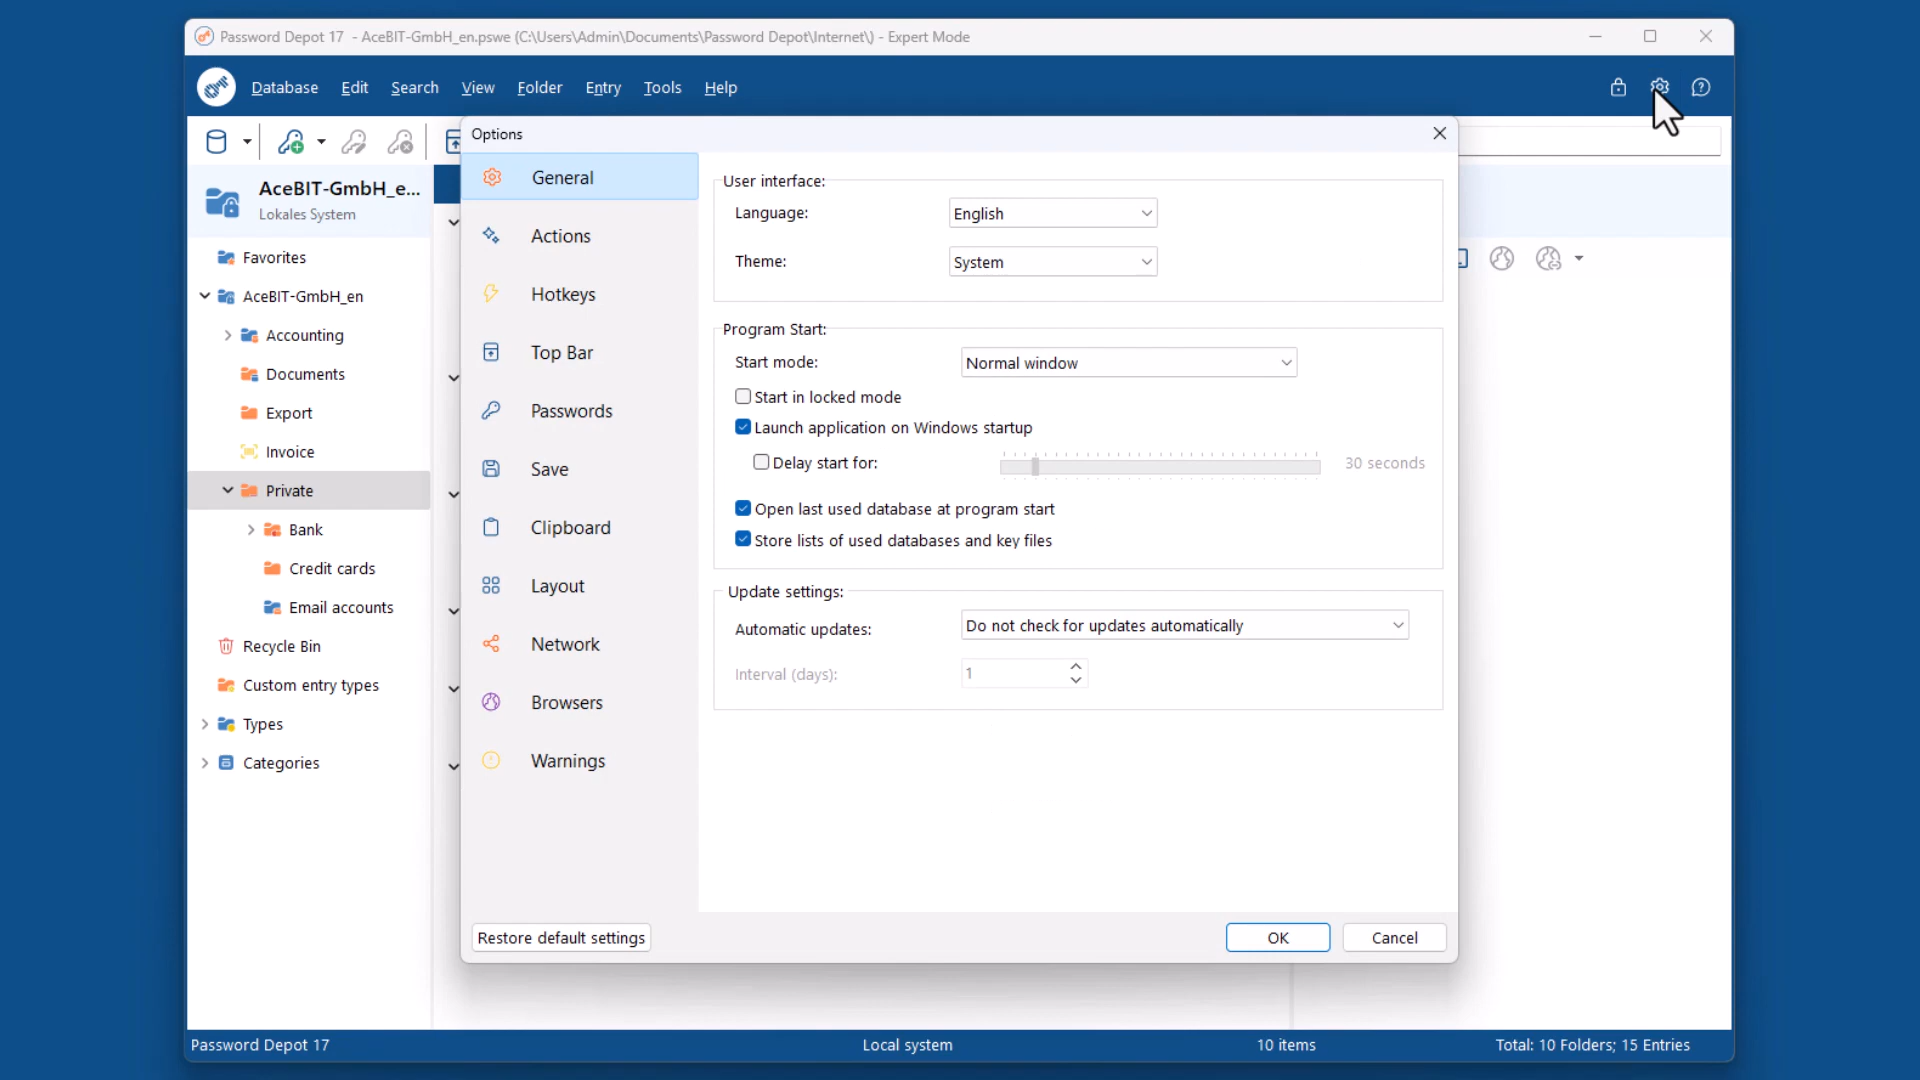 Password Depot 17 - AceBIT-GmbH_en.pswe (C:\Users\Admin\Documents\Password Depot\Internet\) - Expert Mode
Database Edit Search View Folder Entry Tools Help
AceBIT-GmbH_e...
Lokales System
Favorites
AceBIT-GmbH_en
Accounting
Documents
Export
Invoice
Private
Bank
Credit cards
Email accounts
Recycle Bin
Custom entry types
Types
Categories
Options
General
Actions
Hotkeys
Top Bar
Passwords
Save
Clipboard
Layout
Network
Browsers
Warnings
User interface:
Language: English
Theme: System
Program Start:
Start mode: Normal window
Start in locked mode
Launch application on Windows startup
Delay start for: 30 seconds
Open last used database at program start
Store lists of used databases and key files
Update settings:
Automatic updates: Do not check for updates automatically
Interval (days): 1
Restore default settings OK Cancel
Password Depot 17 Local system 10 items Total: 10 Folders; 15 Entries